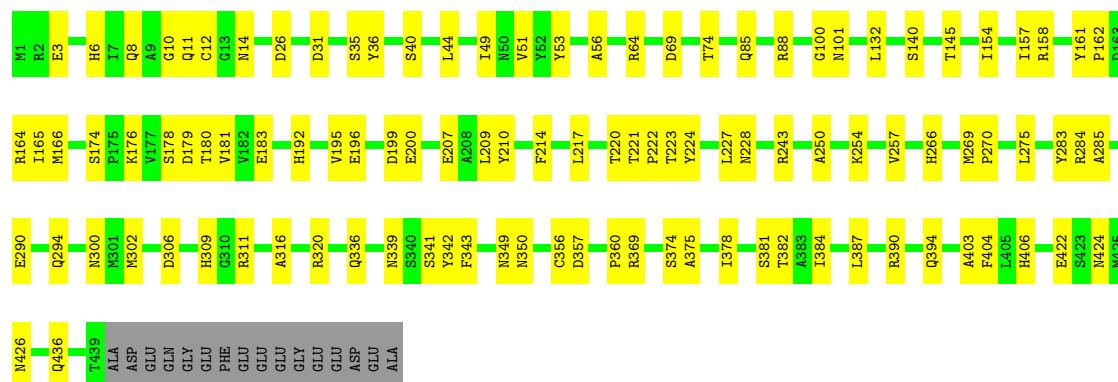 M1 R2 E3 H6 I7 Q8 A9 G10 Q11 C12 G13 N14 D26 D31 S35 Y36 S40 L44 I49 N50 V51 Y52 Y53 A56 R64 D69 T74 Q85 R88 G100 N101 L132 S140 T145 I154 I157 R158 Y161 P162 D163
R164 I165 M166 S174 P175 K176 V177 S178 D179 T180 V181 V182 E183 H192 V195 E196 D199 E200 E207 A208 L209 Y210 F214 L217 T220 T221 P222 T223 Y224 L227 N228 R243 A250 K254 V257 H266 M269 P270 L275 Y283 R284 A285
E290 Q294 N300 M301 M302 D306 H309 G310 R311 A316 R320 Q336 N339 S340 S341 Y342 F343 N349 N350 C356 D357 P360 R369 S374 A375 I378 S381 T382 A383 I384 L387 R390 Q394 A403 F404 L405 H406 E422 S423 N424 M425
N426 Q436 T439 ALA ASP GLU GLN GLY GLU PHE GLU GLU GLU GLY GLU GLU ASP GLU ALA